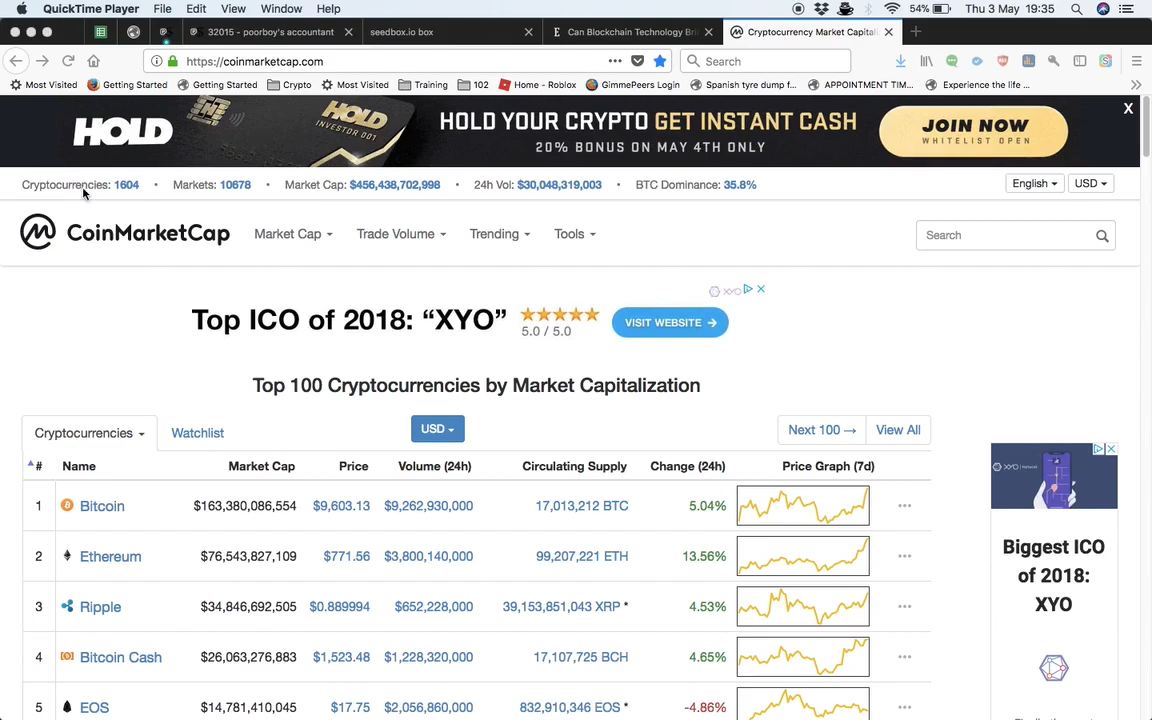 QuickTime Player File Edit View Window Help 54% Thu 3 May 19:35
32015 - poorboy's accountant seedbox.io box Can Blockchain Technology Bri Cryptocurrency Market Capital
https://coinmarketcap.com Search
Most Visited Getting Started Getting Started Crypto Most Visited Training 102 Home - Roblox GimmePeers Login Spanish tyre dump f... APPOINTMENT TIM... Experience the life ...
HOLD
HOLD
INVESTOR 001
HOLD YOUR CRYPTO GET INSTANT CASH
20% BONUS ON MAY 4TH ONLY
JOIN NOW
WHITELIST OPEN
X
Cryptocurrencies: 1604 • Markets: 10678 • Market Cap: $456,438,702,998 • 24h Vol: $30,048,319,003 • BTC Dominance: 35.8% English USD
CoinMarketCap Market Cap Trade Volume Trending Tools Search
XYO
Top ICO of 2018: “XYO” 5.0 / 5.0 VISIT WEBSITE →
Top 100 Cryptocurrencies by Market Capitalization
Cryptocurrencies Watchlist USD Next 100 → View All
# Name Market Cap Price Volume (24h) Circulating Supply Change (24h) Price Graph (7d)
1 Bitcoin $163,380,086,554 $9,603.13 $9,262,930,000 17,013,212 BTC 5.04%
2 Ethereum $76,543,827,109 $771.56 $3,800,140,000 99,207,221 ETH 13.56%
3 Ripple $34,846,692,505 $0.889994 $652,228,000 39,153,851,043 XRP * 4.53%
4 Bitcoin Cash $26,063,276,883 $1,523.48 $1,228,320,000 17,107,725 BCH 4.65%
5 EOS $14,781,410,045 $17.75 $2,056,860,000 832,910,346 EOS * -4.86%
Biggest ICO
of 2018:
XYO